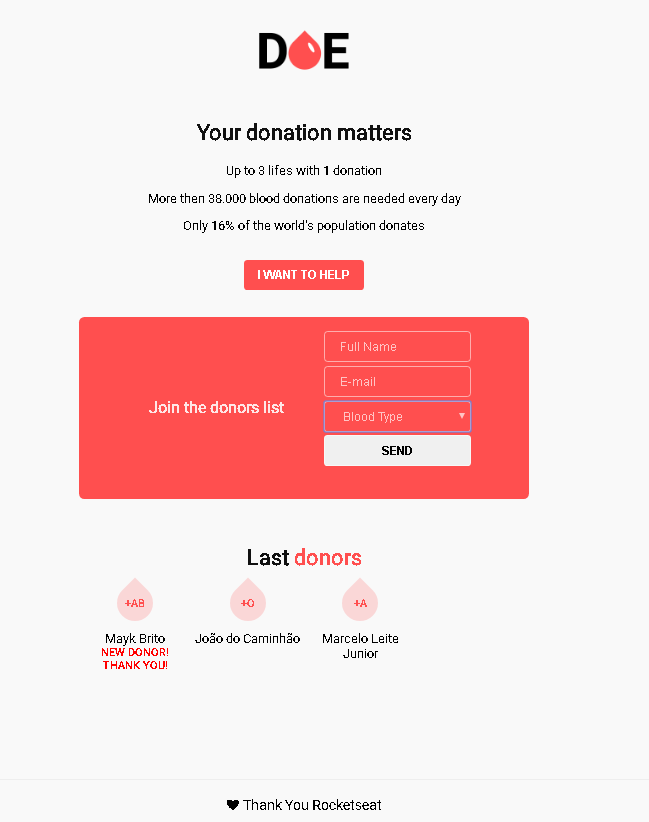 DOE
Your donation matters
Up to 3 lifes with 1 donation
More then 38.000 blood donations are needed every day
Only 16% of the world's population donates
I WANT TO HELP
Join the donors list
Full Name
E-mail
Blood Type
SEND
Last donors
+AB
+O
+A
Mayk Brito
NEW DONOR!
THANK YOU!
João do Caminhão
Marcelo Leite
Junior
Thank You Rocketseat